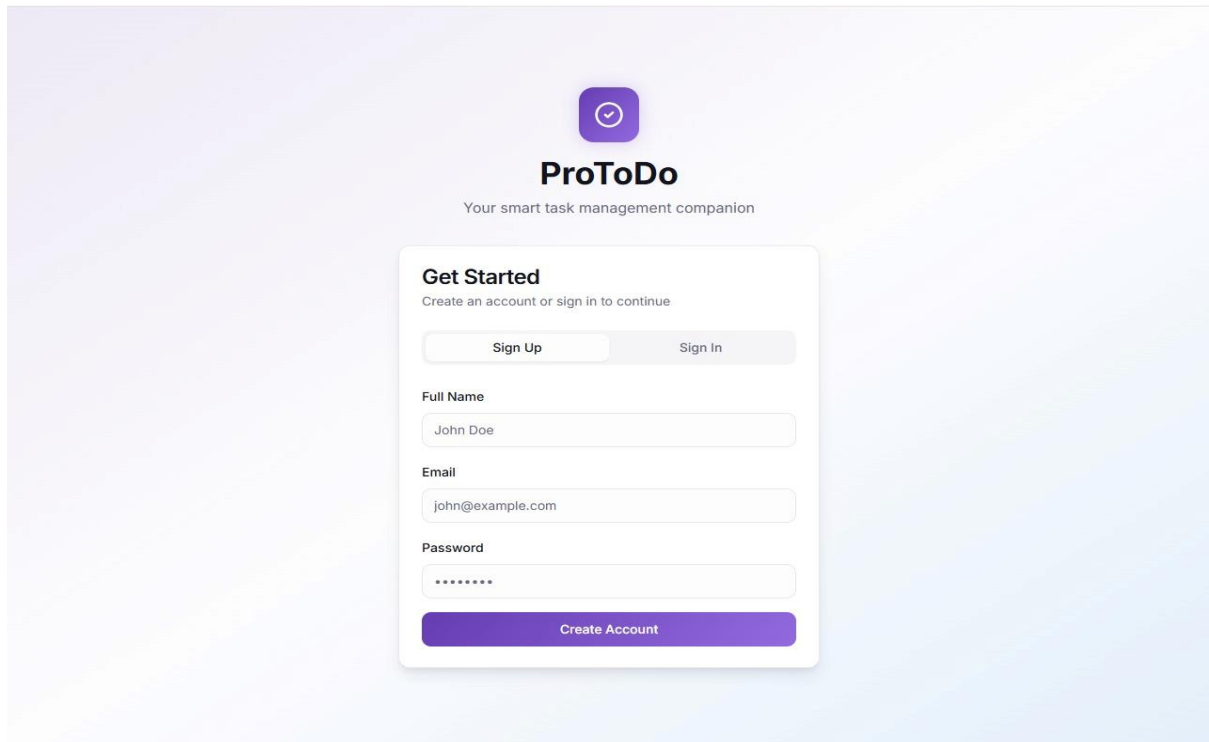 ProToDo
Your smart task management companion
Get Started
Create an account or sign in to continue
Sign Up Sign In
Full Name
John Doe
Email
john@example.com
Password
••••••••
Create Account